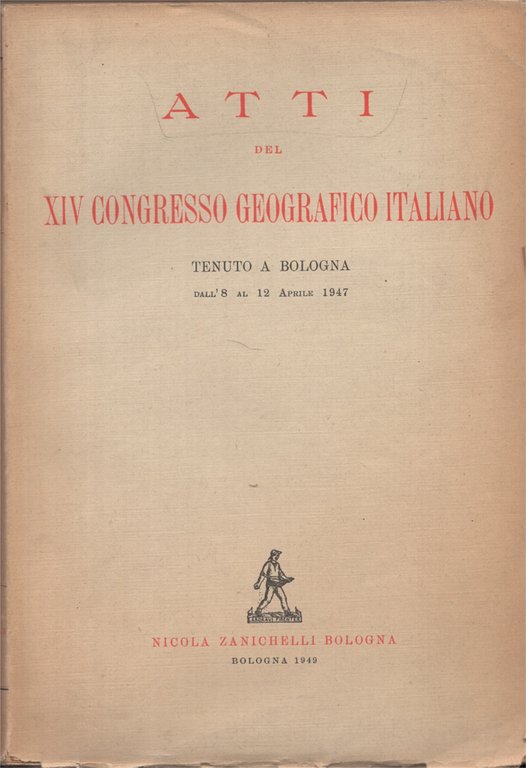 ATTI
DEL
XIV CONGRESSO GEOGRAFICO ITALIANO
TENUTO A BOLOGNA
DALL'8 AL 12 APRILE 1947
NICOLA ZANICHELLI BOLOGNA
BOLOGNA 1949